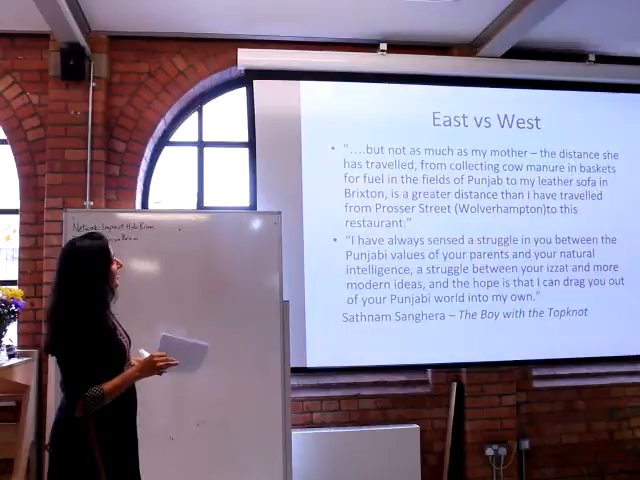 Network Impact Hub Brixton
East vs West
• "….but not as much as my mother – the distance she
has travelled, from collecting cow manure in baskets
for fuel in the fields of Punjab to my leather sofa in
Brixton, is a greater distance than I have travelled
from Prosser Street (Wolverhampton)to this
restaurant."
• "I have always sensed a struggle in you between the
Punjabi values of your parents and your natural
intelligence, a struggle between your izzat and more
modern ideas, and the hope is that I can drag you out
of your Punjabi world into my own."
Sathnam Sanghera – The Boy with the Topknot